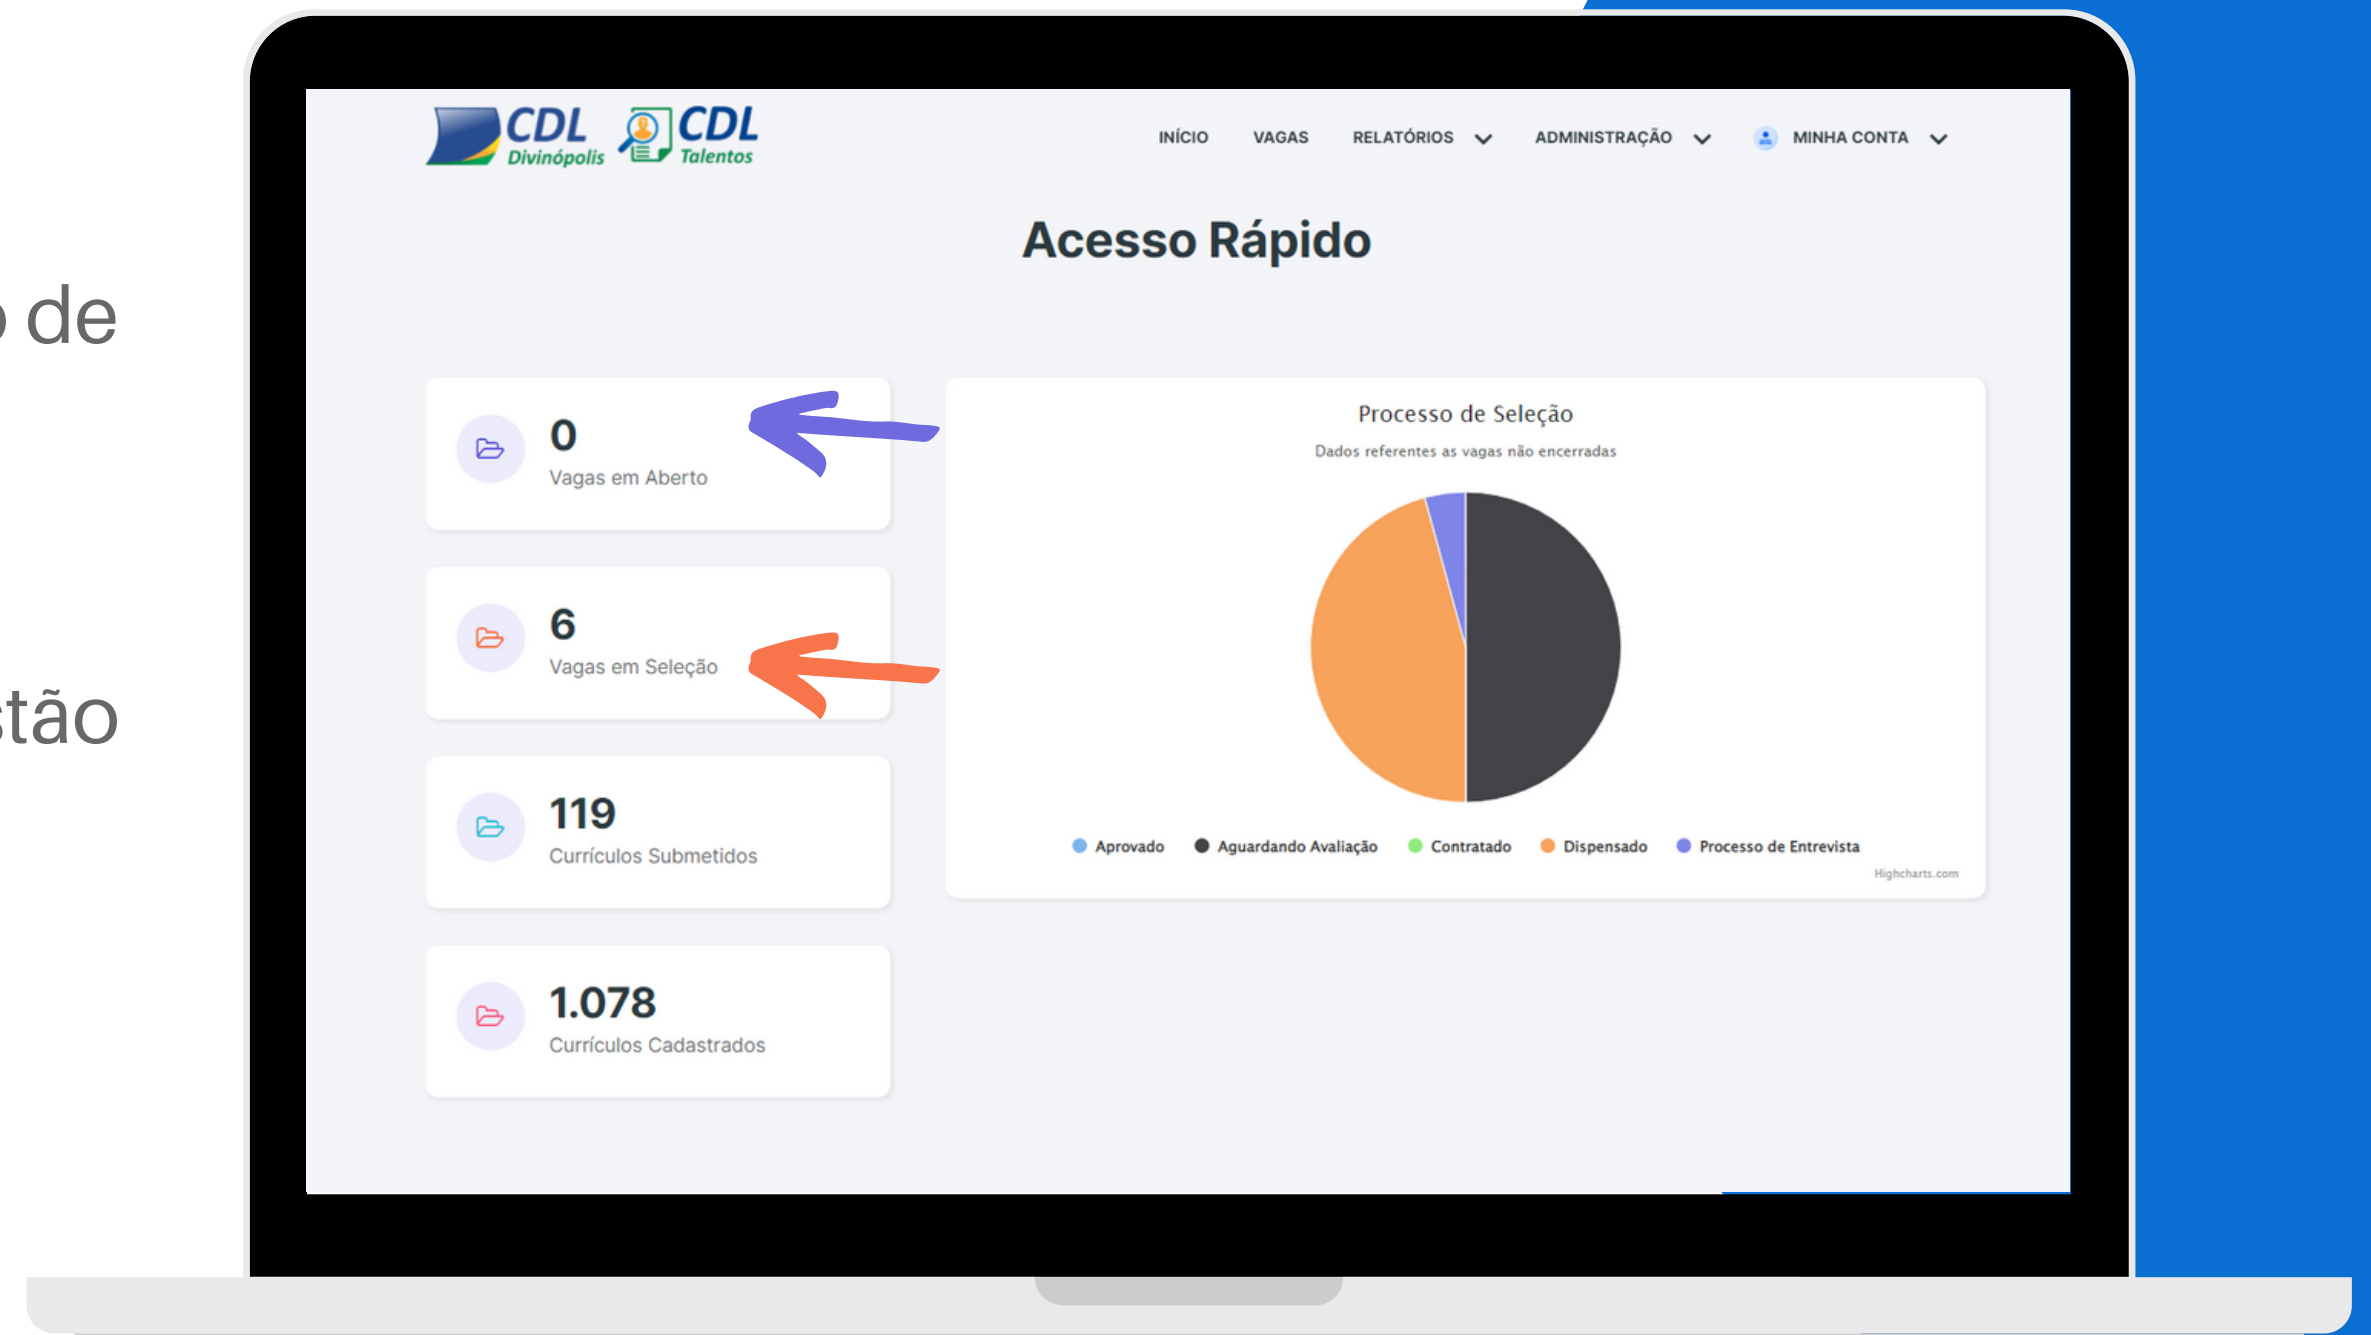 o de
stão
CDL
Divinópolis
CDL
Talentos
INÍCIO VAGAS RELATÓRIOS ADMINISTRAÇÃO MINHA CONTA
Acesso Rápido
0
Vagas em Aberto
6
Vagas em Seleção
119
Currículos Submetidos
1.078
Currículos Cadastrados
Processo de Seleção
Dados referentes as vagas não encerradas
Aprovado Aguardando Avaliação Contratado Dispensado Processo de Entrevista
Highcharts.com